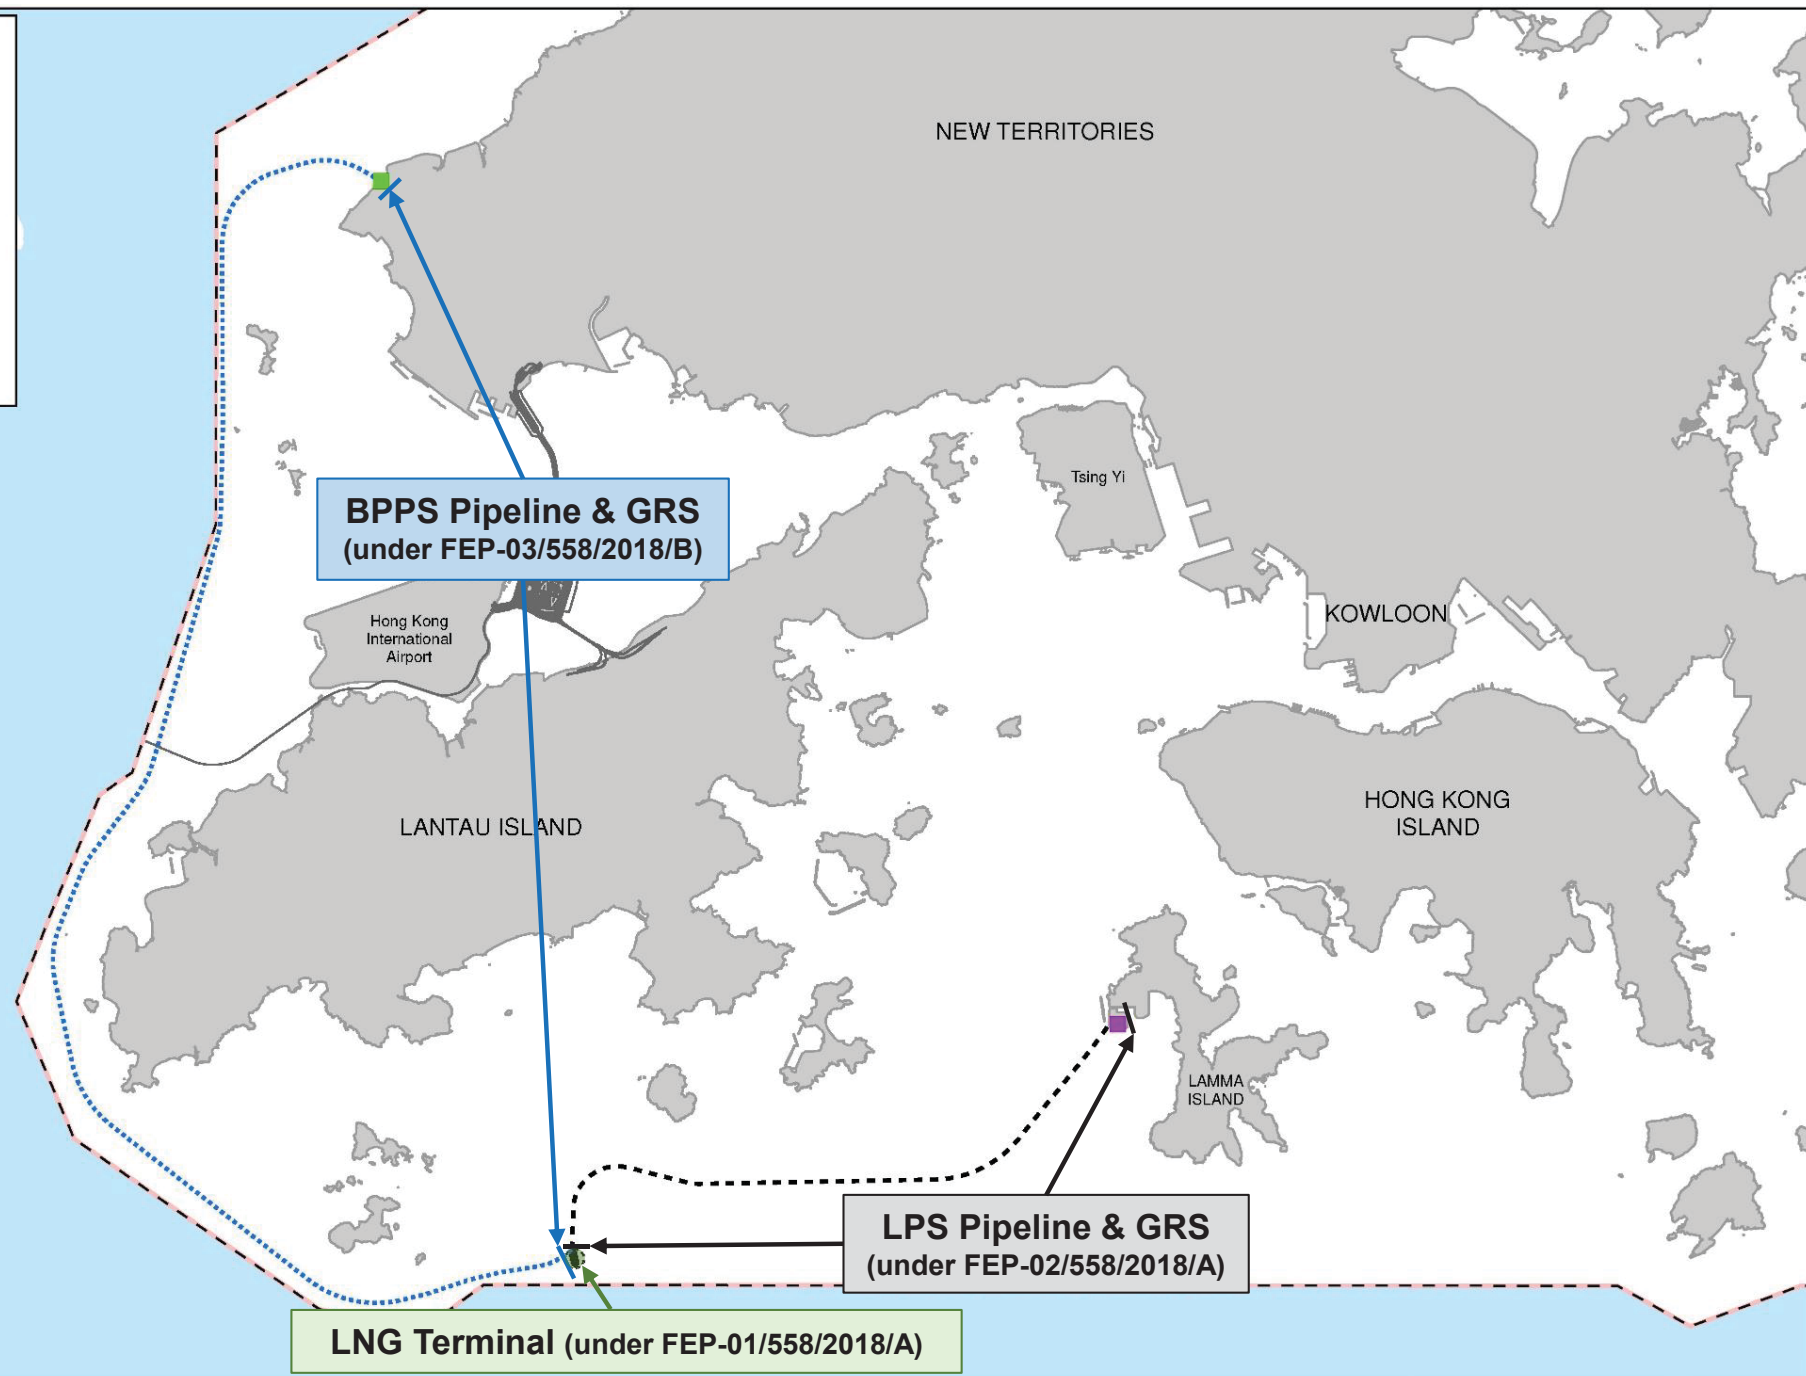 NEW TERRITORIES
Tsing Yi
BPPS Pipeline & GRS
(under FEP-03/558/2018/B)
Hong Kong
International
Airport
KOWLOON
LANTAU ISLAND
HONG KONG
ISLAND
LAMMA
ISLAND
LPS Pipeline & GRS
(under FEP-02/558/2018/A)
LNG Terminal (under FEP-01/558/2018/A)